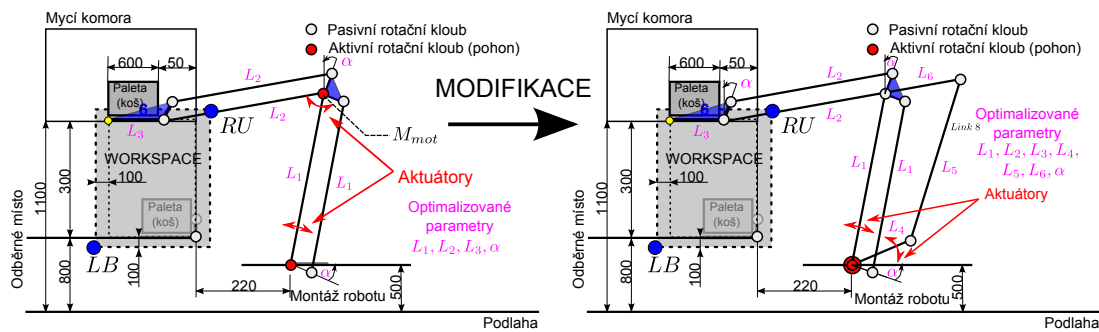 Mycí komora
Pasivní rotační kloub
Aktivní rotační kloub (pohon)
600
50
α
L₂
Paleta
(koš)
6
L₂
L₃
RU
M_mot
WORKSPACE
100
300
1100
L₁
L₁
Aktuátory
Paleta
(koš)
Optimalizované
parametry
L₁, L₂, L₃, α
Odběrné místo
LB
800
100
220
α
500
Montáž robotu
Podlaha
MODIFIKACE
Mycí komora
Pasivní rotační kloub
Aktivní rotační kloub (pohon)
600
50
α
α
L₂
L₆
Paleta
(koš)
6
L₂
L₃
RU
Link 8
WORKSPACE
100
300
1100
L₁
L₁
L₅
Optimalizované
parametry
L₁, L₂, L₃, L₄,
L₅, L₆, α
Aktuátory
Paleta
(koš)
L₄
Odběrné místo
LB
800
100
220
α
500
Montáž robotu
Podlaha